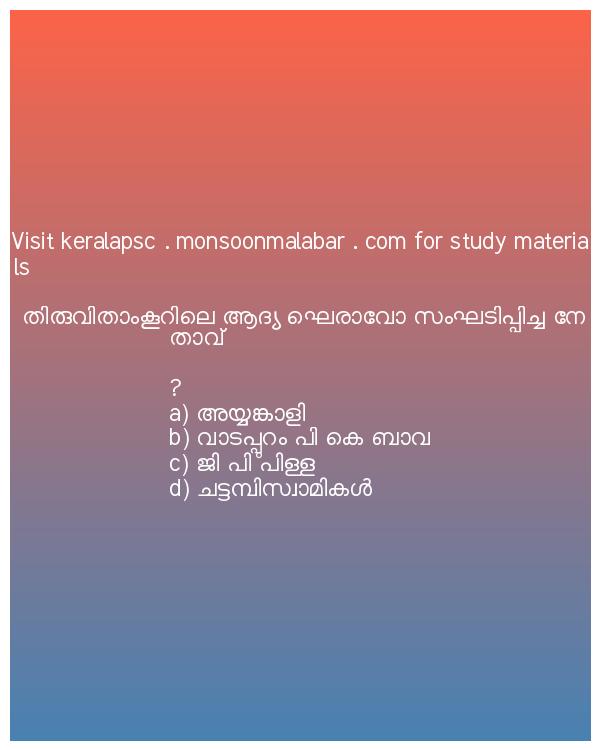 Visit keralapsc . monsoonmalabar . com for study materia
ls
തിരുവിതാംകൂറിലെ ആദ്യ ഘെരാവോ സംഘടിപ്പിച്ച നേ
താവ്
?
a) അയ്യങ്കാളി
b) വാടപ്പുറം പി കെ ബാവ
c) ജി പി പിള്ള
d) ചട്ടമ്പിസ്വാമികൾ